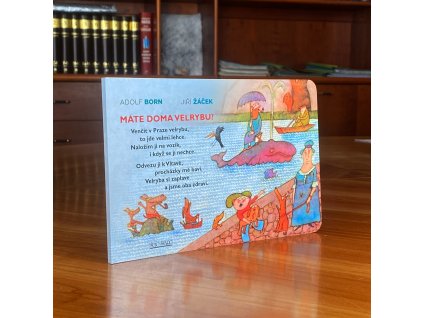 ADOLF BORN JIŘÍ ŽÁČEK
MÁTE DOMA VELRYBU?
Venčit v Praze velrybu,
to jde velmi lehce.
Naložím ji na vozík,
i když se jí nechce.
Odvezu ji k Vltavě,
procházky mě baví.
Velryba si zaplave
a jsme oba zdraví.